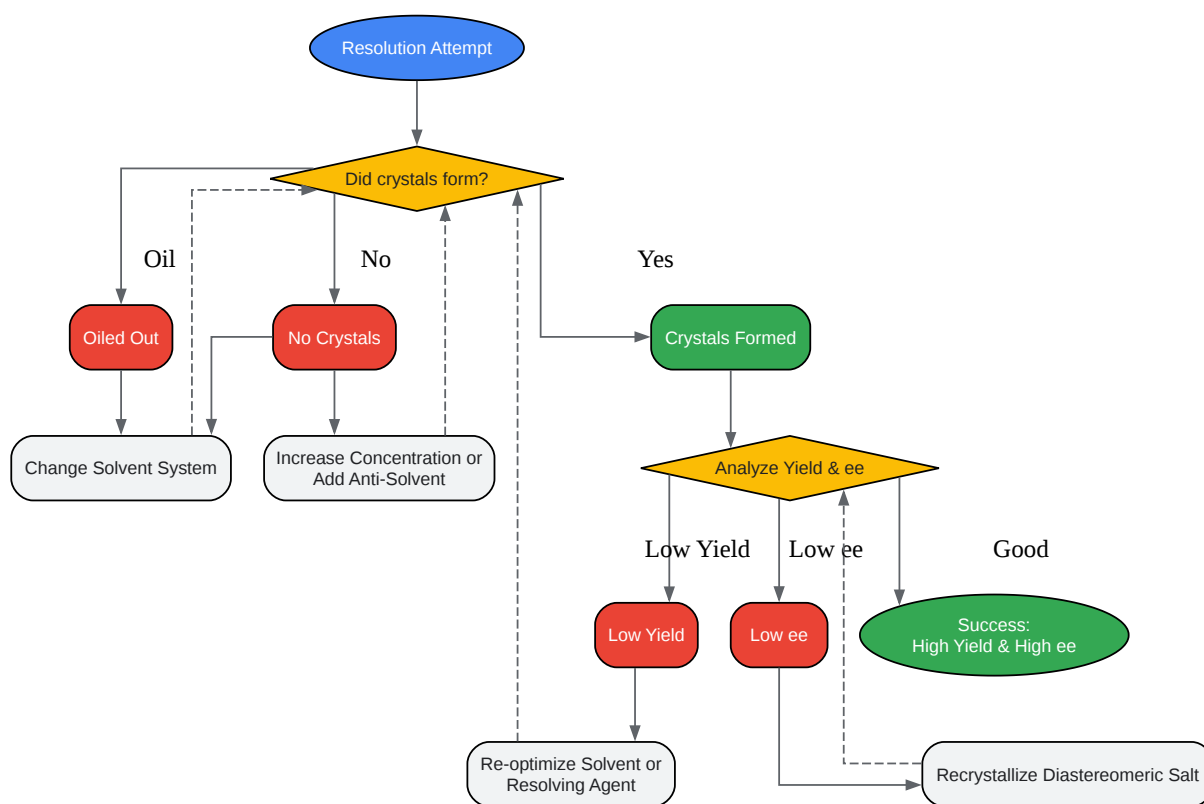 Resolution Attempt
Did crystals form?
Oil
No
Yes
Oiled Out
No Crystals
Crystals Formed
Change Solvent System
Increase Concentration or
Add Anti-Solvent
Analyze Yield & ee
Low Yield
Low ee
Good
Low Yield
Low ee
Success:
High Yield & High ee
Re-optimize Solvent or
Resolving Agent
Recrystallize Diastereomeric Salt